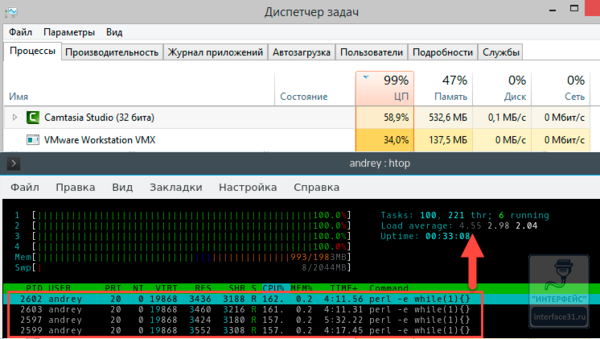 Диспетчер задач
Файл Параметры Вид
Процессы Производительность Журнал приложений Автозагрузка Пользователи Подробности Службы
99% 47% 0% 0%
Имя Состояние ЦП Память Диск Сеть
Camtasia Studio (32 бита) 58,9% 532,6 МБ 0,1 МБ/с 0 Мбит/с
VMware Workstation VMX 34,0% 137,5 МБ 0 МБ/с 0 Мбит/с
andrey : htop
Файл Правка Вид Закладки Настройка Справка
1 [||||||||||||||||||||||||||||||||||||||||||||||||100.0%] Tasks: 100, 221 thr; 6 running
2 [||||||||||||||||||||||||||||||||||||||||||||||||100.0%] Load average: 4.55 2.98 2.04
3 [||||||||||||||||||||||||||||||||||||||||||||||||100.0%] Uptime: 00:33:08
4 [||||||||||||||||||||||||||||||||||||||||||||||||100.0%]
Mem[||||||||||||||||||||||||||||||||||||||||||||993/1983MB]
Swp[| 8/2044MB]
PID USER PRI NI VIRT RES SHR S CPU% MEM% TIME+ Command
2602 andrey 20 0 19868 3436 3188 R 162. 0.2 4:11.56 perl -e while(1){}
2603 andrey 20 0 19868 3460 3216 R 161. 0.2 4:11.31 perl -e while(1){}
2597 andrey 20 0 19868 3424 3180 R 157. 0.2 5:32.22 perl -e while(1){}
2599 andrey 20 0 19868 3552 3308 R 157. 0.2 4:17.45 perl -e while(1){}
"ИНТЕРФЕЙС"
interface31.ru